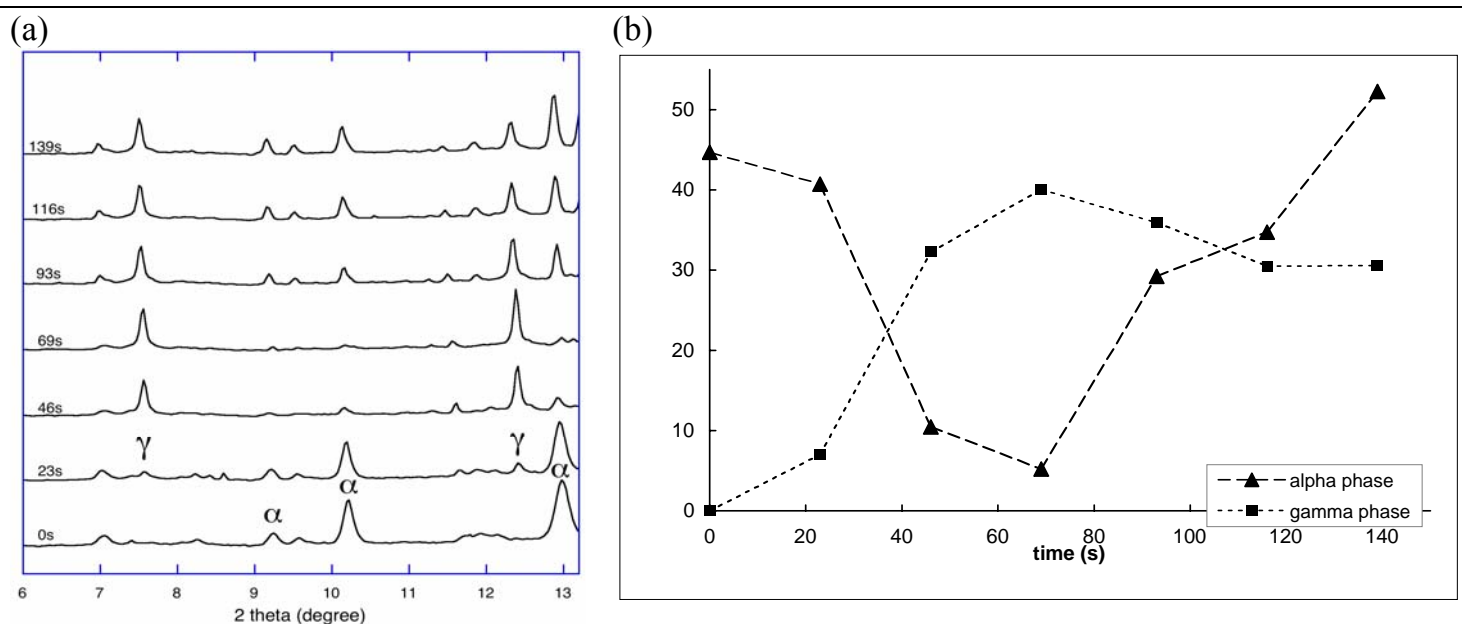 (a)
139s
116s
93s
69s
46s
γ γ
23s
α
α
α
0s
6 7 8 9 10 11 12 13
2 theta (degree)
(b)
50
40
30
20
10
0
alpha phase
gamma phase
0 20 40 60 80 100 120 140
time (s)